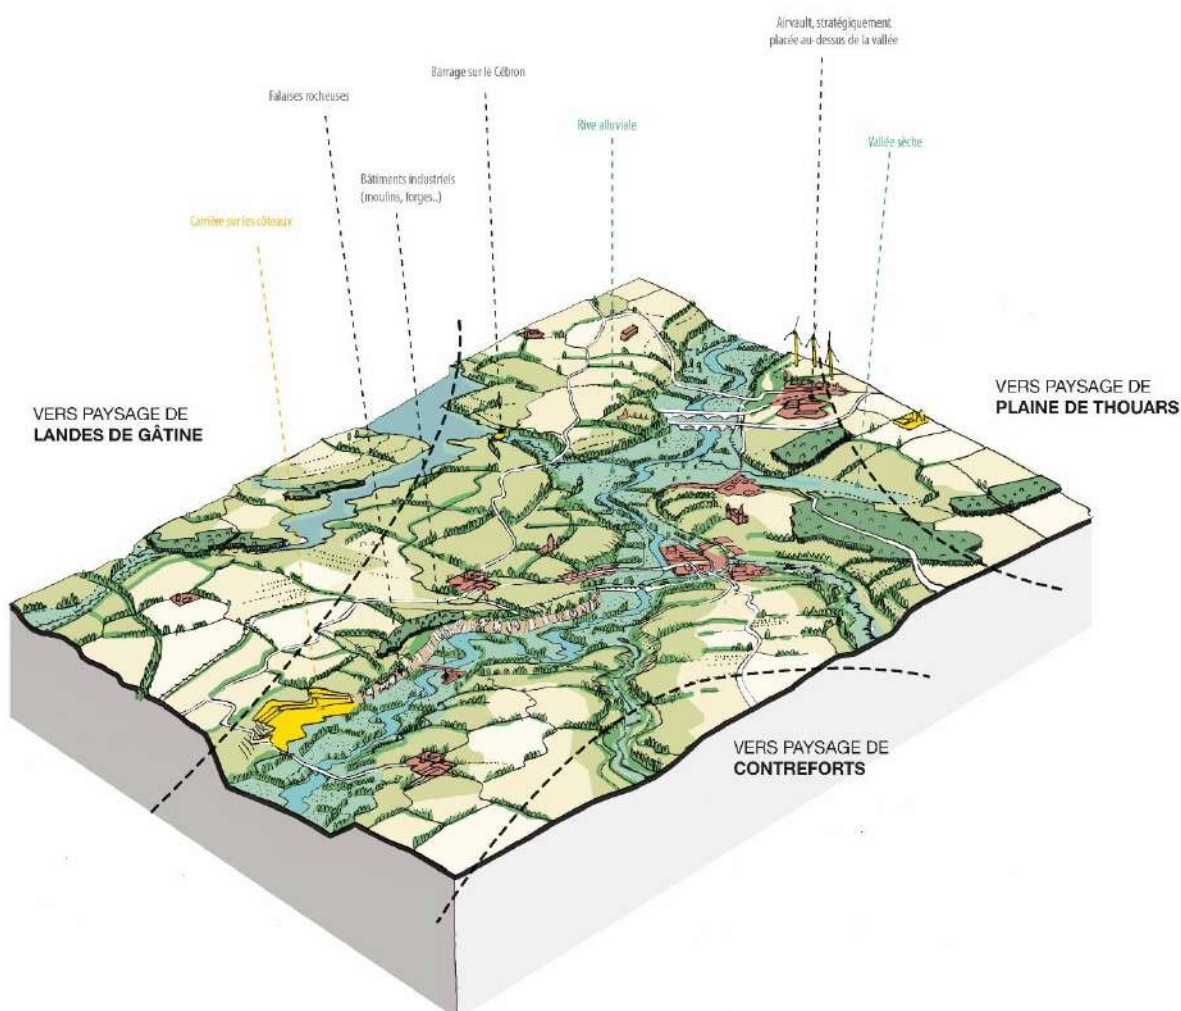 Airvault, stratégiquement
placée au-dessus de la vallée
Barrage sur le Cébron
Falaises rocheuses
Rive alluviale
Vallée sèche
Bâtiments industriels
(moulins, forges..)
Carrière sur les côteaux
VERS PAYSAGE DE
LANDES DE GÂTINE
VERS PAYSAGE DE
PLAINE DE THOUARS
VERS PAYSAGE DE
CONTREFORTS